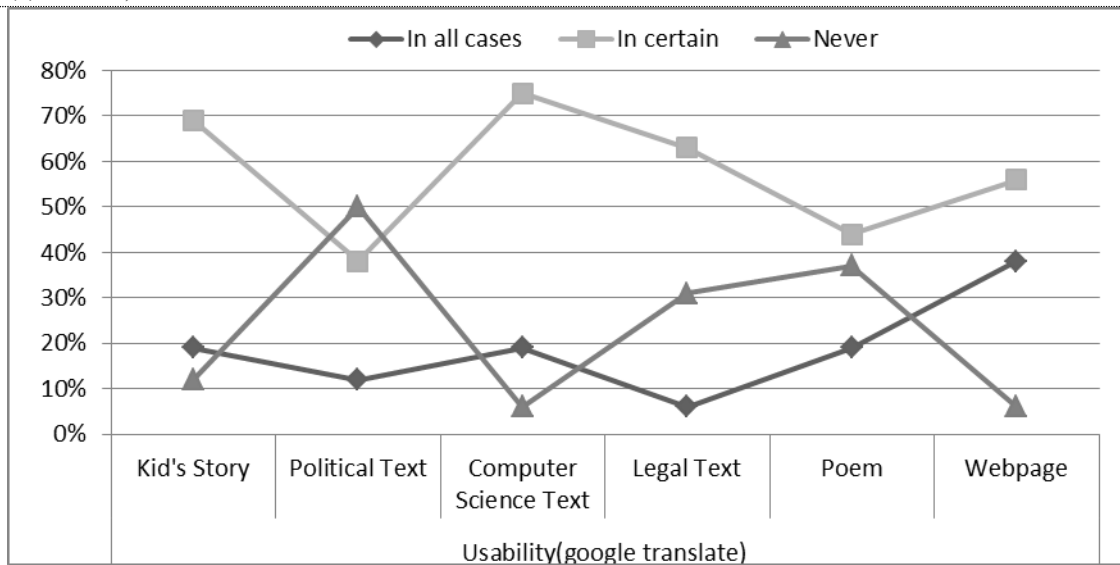 In all cases In certain Never
80%
70%
60%
50%
40%
30%
20%
10%
0%
Kid's Story Political Text Computer Legal Text Poem Webpage
Science Text
Usability(google translate)